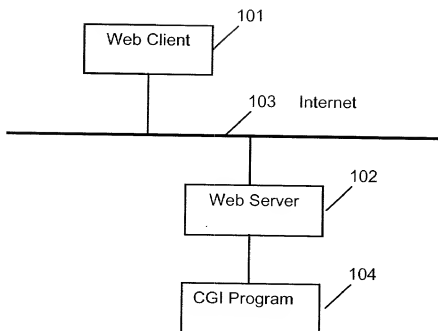 101
Web Client
103 Internet
102
Web Server
104
CGI Program